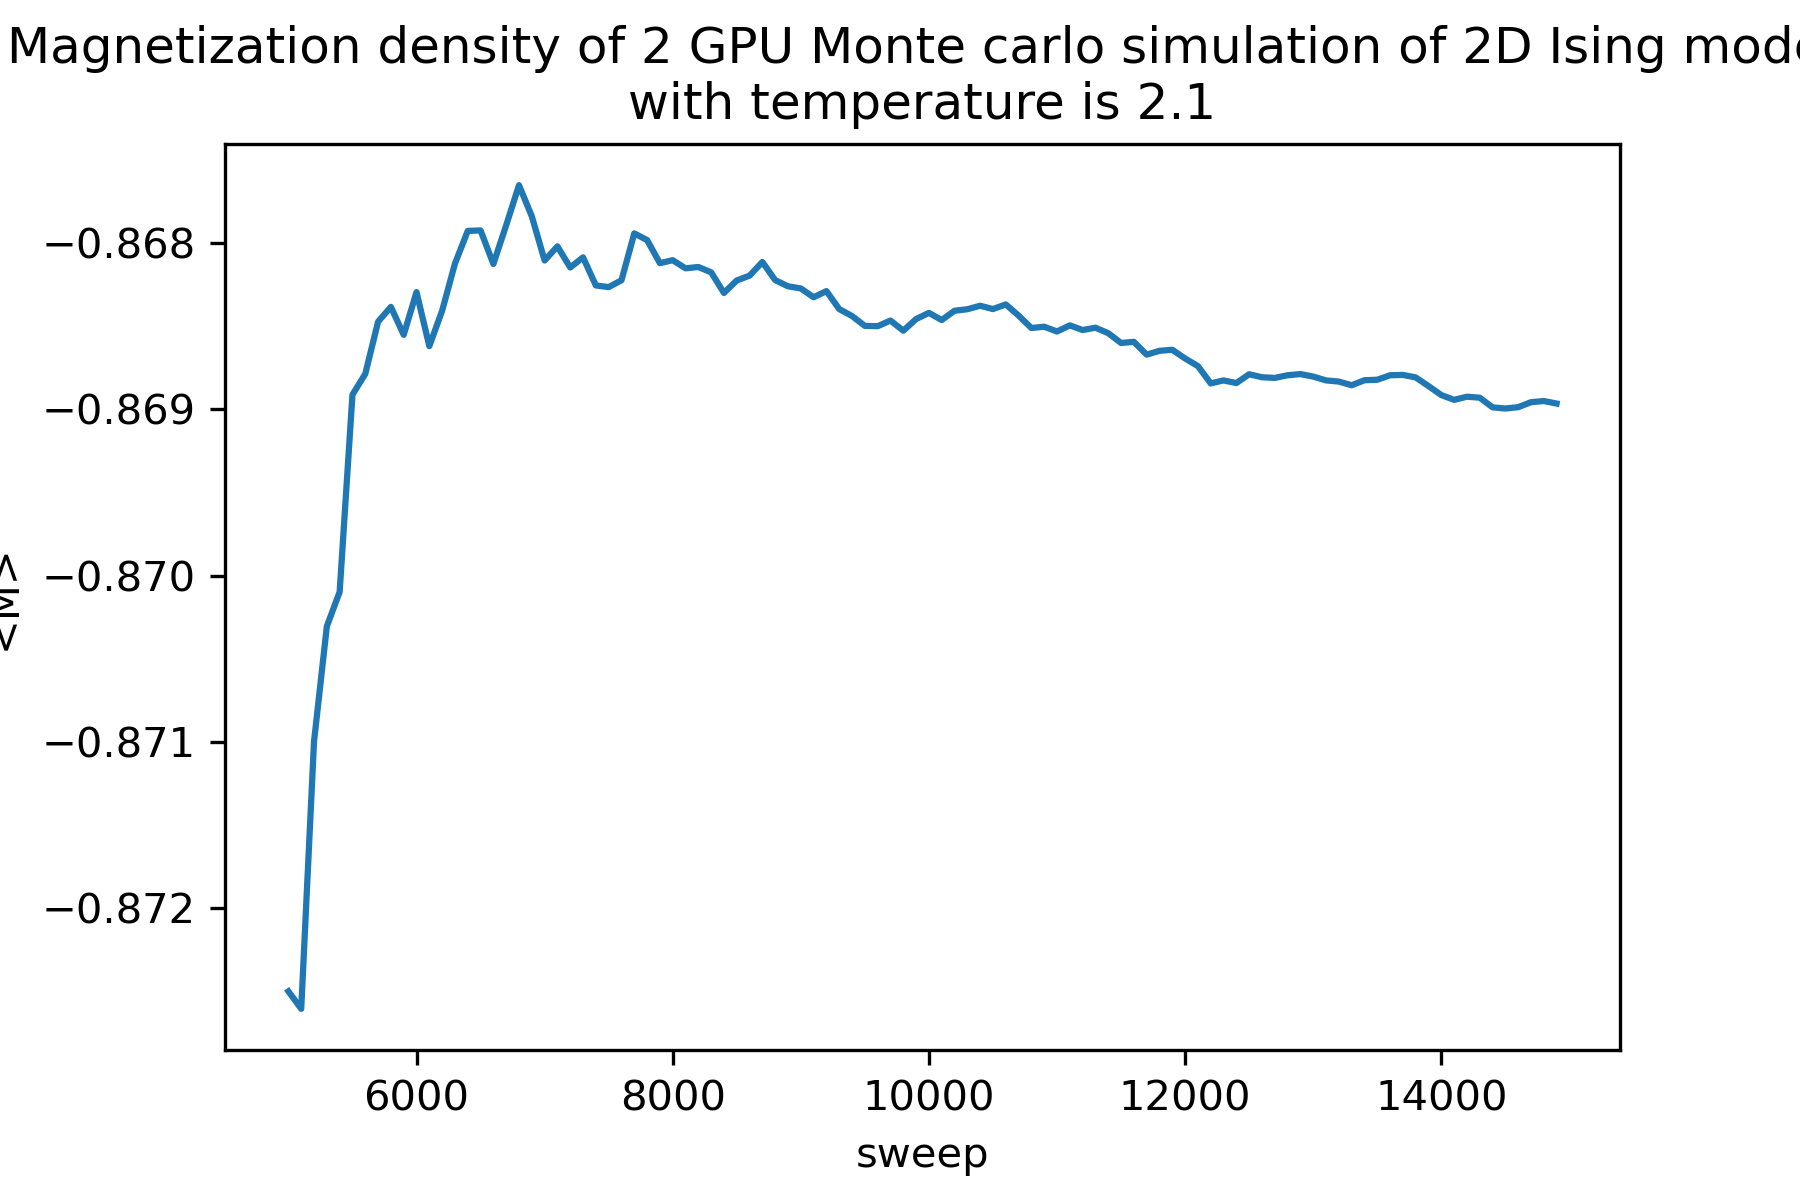 Magnetization density of 2 GPU Monte carlo simulation of 2D Ising
with temperature is 2.1
−0.868
−0.869
−0.870
−0.871
−0.872
<M>
6000 8000 10000 12000 14000
sweep